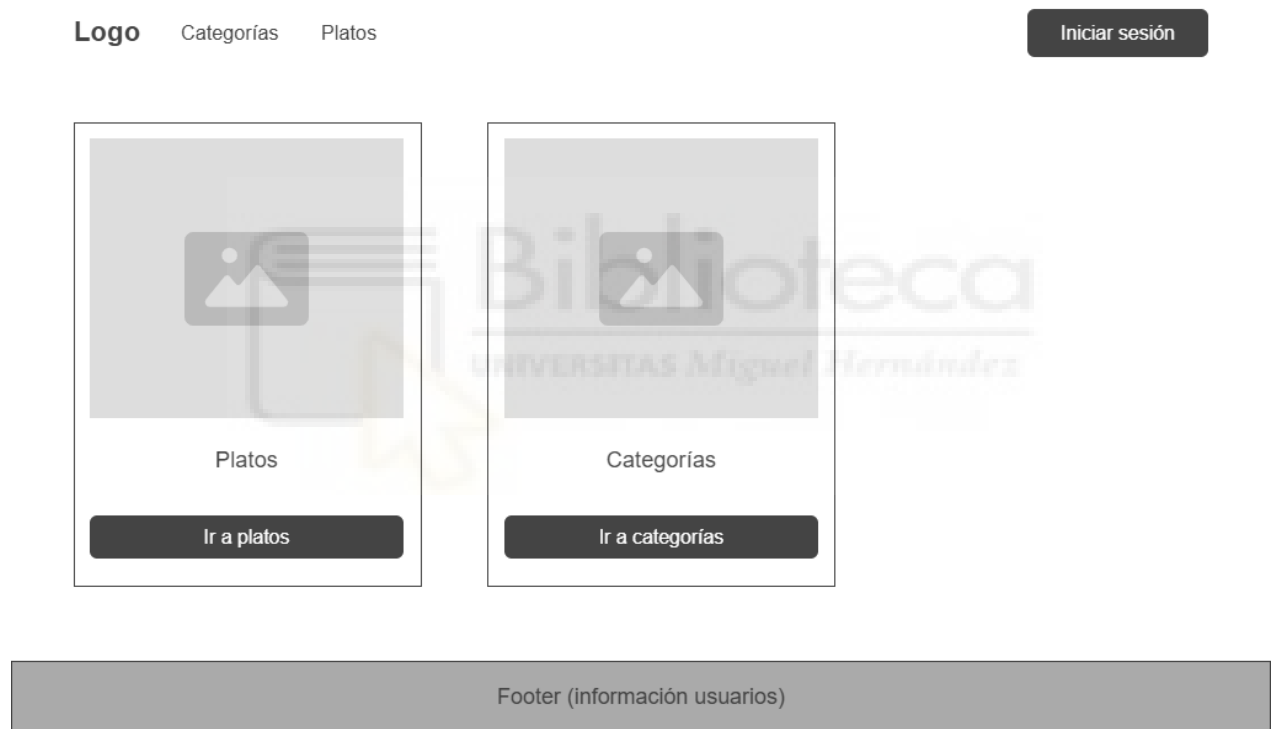 Logo Categorías Platos Iniciar sesión
Biblioteca
UNIVERSITAS Miguel Hernández
Platos Categorías
Ir a platos Ir a categorías
Footer (información usuarios)